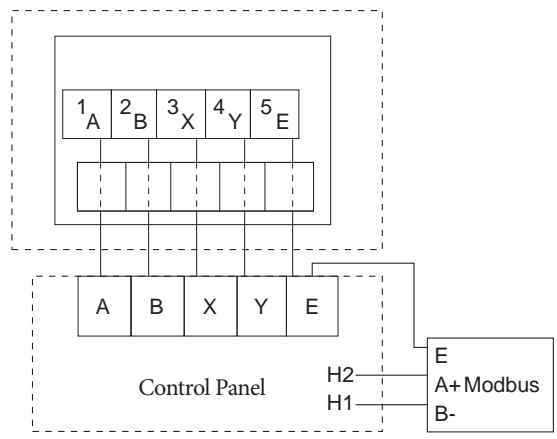 1A 2B 3X 4Y 5E
A B X Y E
Control Panel
H2
H1
E
A+ Modbus
B-